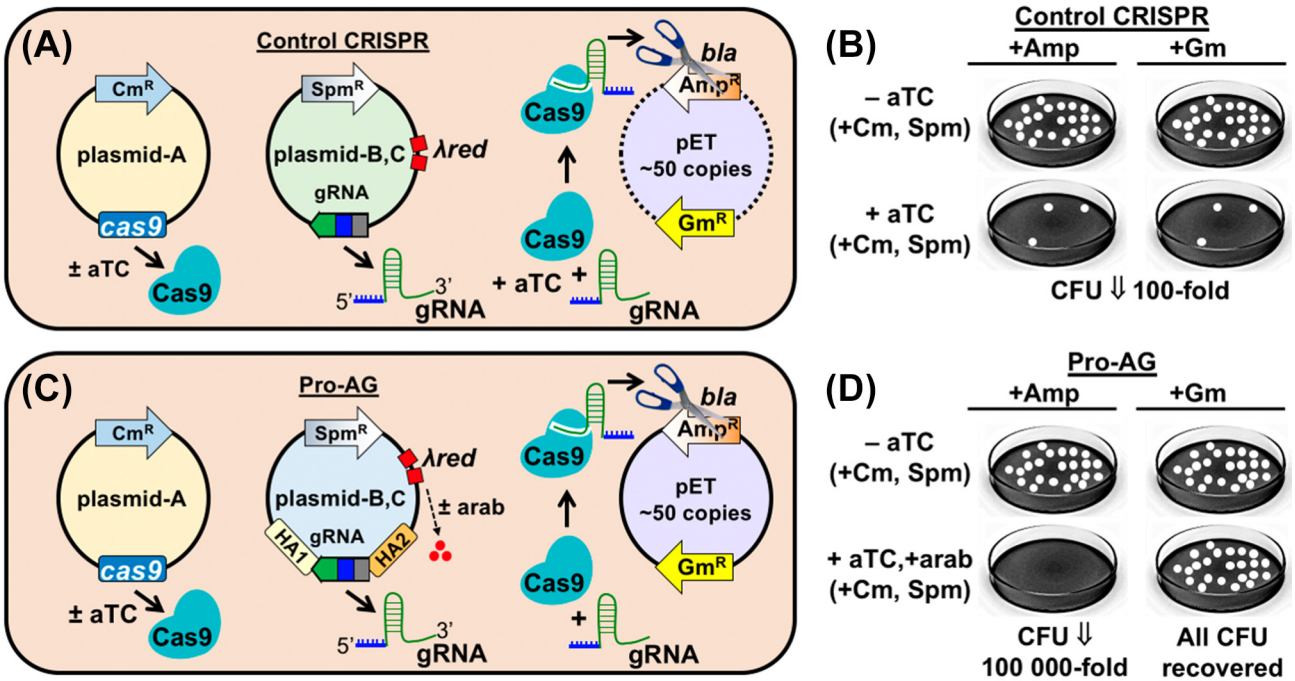 (A)
Control CRISPR
Cm^R
plasmid-A
cas9
± aTC
Cas9
Spm^R
plasmid-B,C
λred
gRNA
5’
3’
gRNA
Cas9
Cas9
+ aTC +
gRNA
bla
Amp^R
pET
~50 copies
Gm^R
(B)
Control CRISPR
+Amp +Gm
– aTC
(+Cm, Spm)
+ aTC
(+Cm, Spm)
CFU ⇓ 100-fold
(C)
Pro-AG
Cm^R
plasmid-A
cas9
± aTC
Cas9
Spm^R
plasmid-B,C
λred
± arab
HA1
gRNA
HA2
5’
3’
gRNA
Cas9
Cas9
+
gRNA
bla
Amp^R
pET
~50 copies
Gm^R
(D)
Pro-AG
+Amp +Gm
– aTC
(+Cm, Spm)
+ aTC,+arab
(+Cm, Spm)
CFU ⇓
100 000-fold
All CFU
recovered